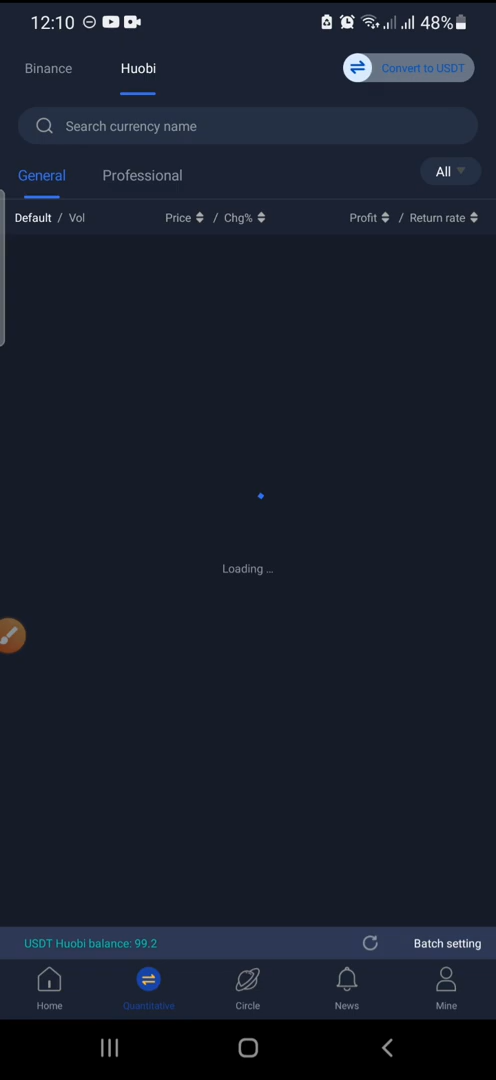 12:10 48%
Binance Huobi Convert to USDT
Search currency name
General Professional All
Default / Vol Price / Chg% Profit / Return rate
Loading ...
USDT Huobi balance: 99.2 Batch setting
Home Quantitative Circle News Mine